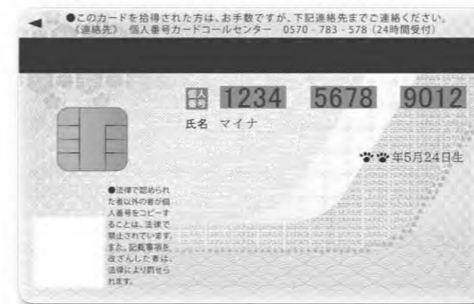 ◀ ●このカードを拾得された方は、お手数ですが、下記連絡先までご連絡ください。
《連絡先》 個人番号カードコールセンター 0570-783-578(24時間受付)
個人番号 1234 5678 9012
氏名 マイナ
年5月24日生
●法律で認められ
た者以外の者が個
人番号をコピーす
ることは、法律で
禁止されています。
また、記載事項を
改ざんした者は、
法律により罰せら
れます。